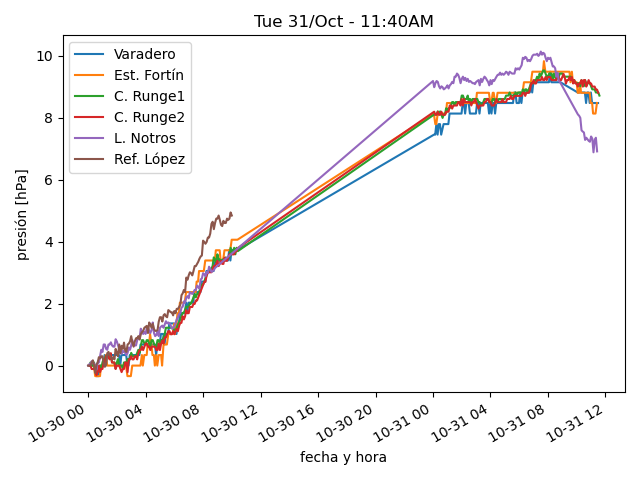 Tue 31/Oct - 11:40AM
presión [hPa]
10
8
6
4
2
0
Varadero
Est. Fortín
C. Runge1
C. Runge2
L. Notros
Ref. López
10-30 00
10-30 04
10-30 08
10-30 12
10-30 16
10-30 20
10-31 00
10-31 04
10-31 08
10-31 12
fecha y hora